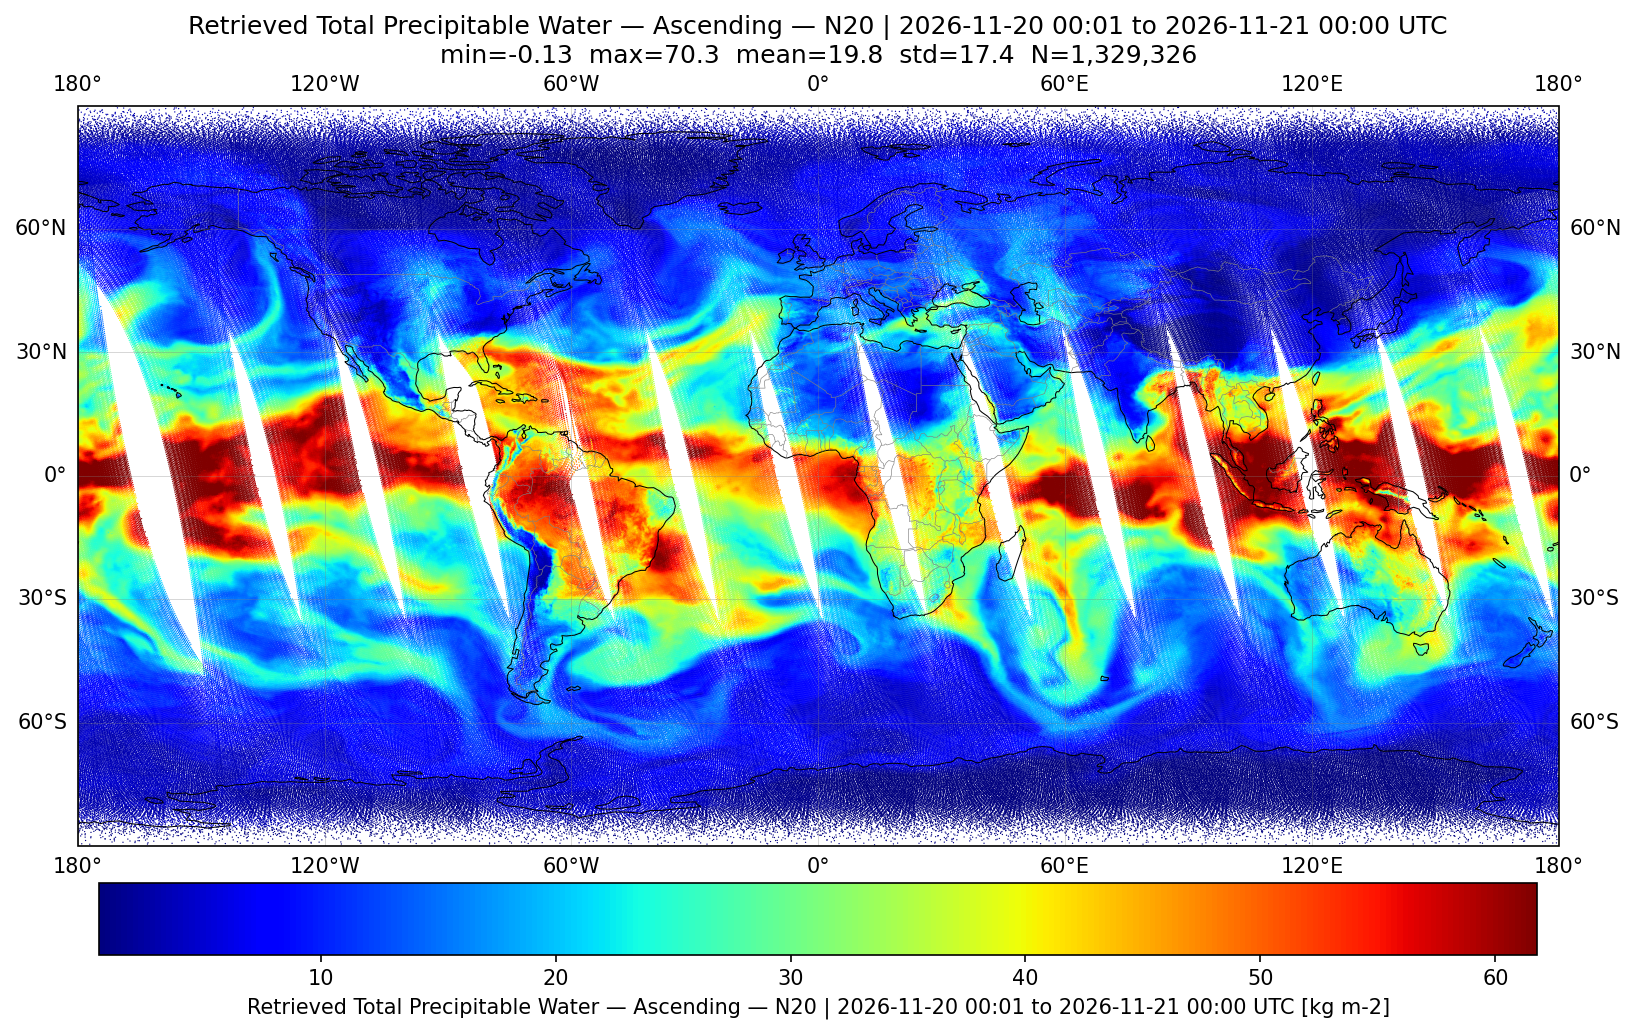 Retrieved Total Precipitable Water — Ascending — N20 | 2026-11-20 00:01 to 2026-11-21 00:00 UTC
min=-0.13  max=70.3  mean=19.8  std=17.4  N=1,329,326
180° 120°W 60°W 0° 60°E 120°E 180°
60°N 60°N
30°N 30°N
0° 0°
30°S 30°S
60°S 60°S
180° 120°W 60°W 0° 60°E 120°E 180°
10 20 30 40 50 60
Retrieved Total Precipitable Water — Ascending — N20 | 2026-11-20 00:01 to 2026-11-21 00:00 UTC [kg m-2]